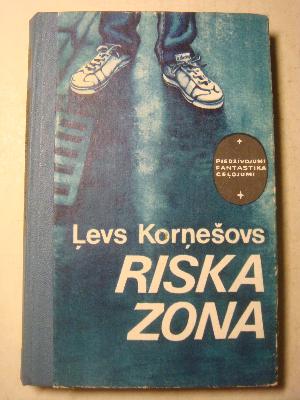 PIEDZĪVOJUMI
FANTASTIKA
CEĻOJUMI
Ļevs Korņešovs
RISKA
ZONA